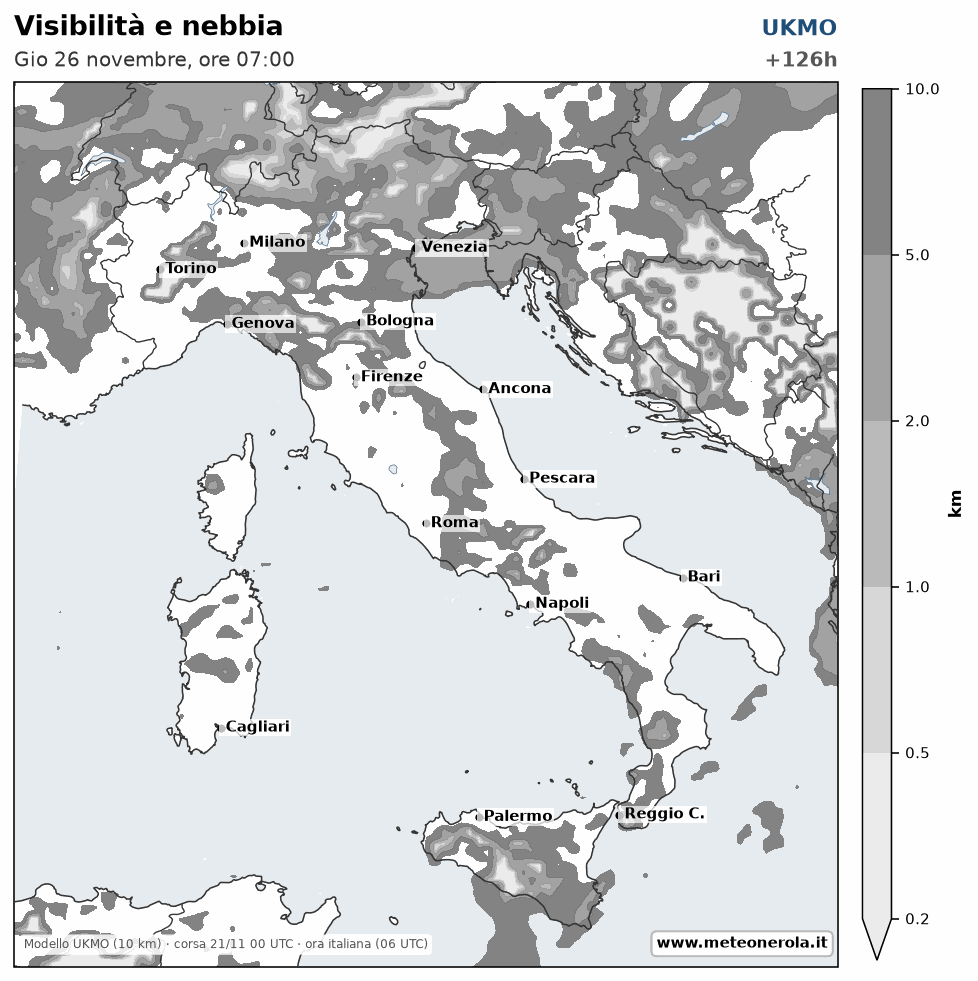 Visibilità e nebbia
UKMO
Gio 26 novembre, ore 07:00
+126h
10.0
5.0
2.0
1.0
0.5
0.2
km
Milano
Venezia
Torino
Genova
Bologna
Firenze
Ancona
Pescara
Roma
Bari
Napoli
Cagliari
Palermo
Reggio C.
Modello UKMO (10 km) · corsa 21/11 00 UTC · ora italiana (06 UTC)
www.meteonerola.it